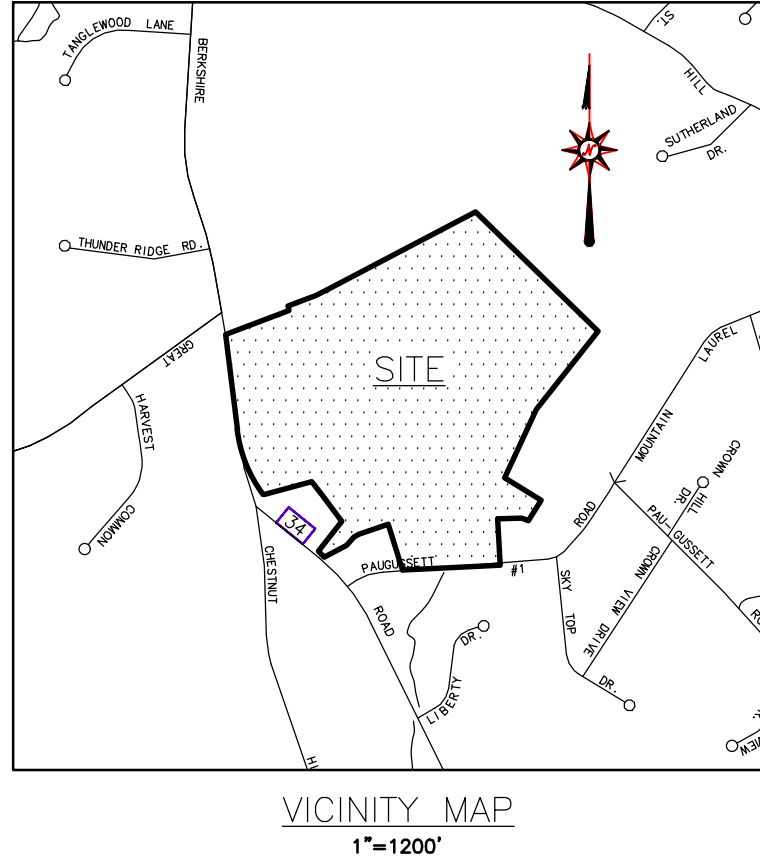 TANGLEWOOD LANE
BERKSHIRE
ST.
HILL
SUTHERLAND
DR.
N
THUNDER RIDGE RD.
GREAT
SITE
LAUREL
HARVEST
MOUNTAIN
CROWN
HILL
DR.
COMMON
34
ROAD
PAU-GUSSETT
CHESTNUT
PAUGUSSETT
#1
ROAD
SKY TOP
CROWN VIEW DRIVE
DR.
LIBERTY
DR.
VIEW
VICINITY MAP
1"=1200'